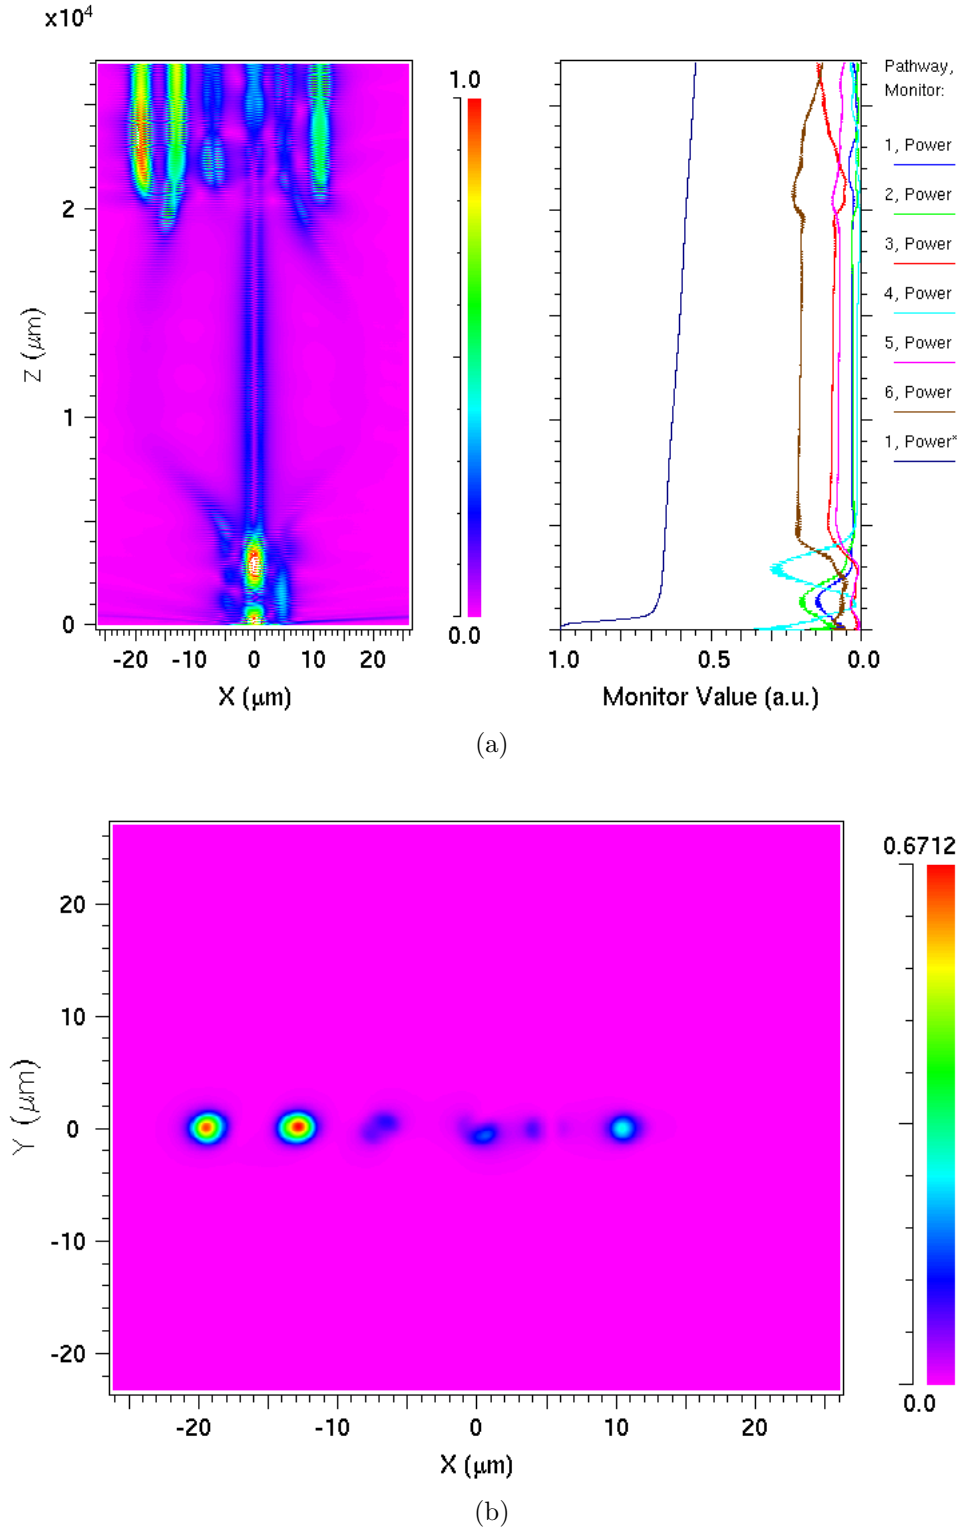 x10⁴
2
1
0
Z (μm)
-20 -10 0 10 20
X (μm)
1.0
0.0
1.0 0.5 0.0
Monitor Value (a.u.)
Pathway,
Monitor:
1, Power
2, Power
3, Power
4, Power
5, Power
6, Power
1, Power*
(a)
20
10
0
-10
-20
Y (μm)
-20 -10 0 10 20
X (μm)
0.6712
0.0
(b)